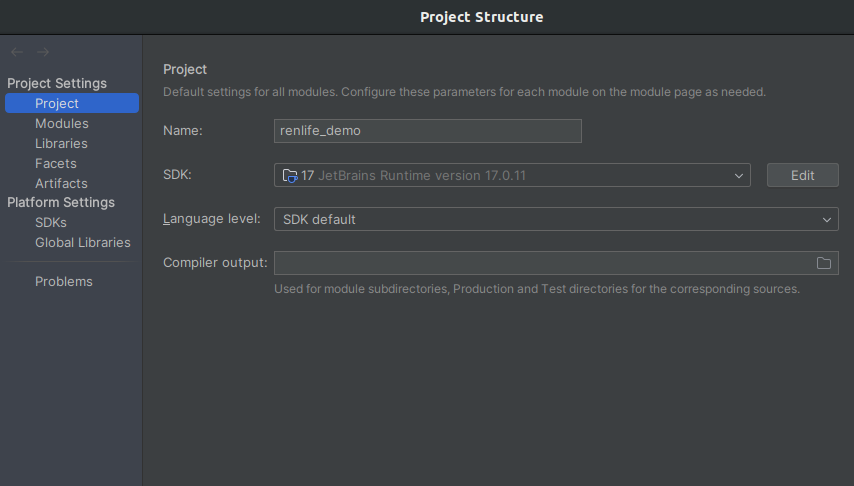 Project Structure
Project Settings
Project
Modules
Libraries
Facets
Artifacts
Platform Settings
SDKs
Global Libraries
Problems
Project
Default settings for all modules. Configure these parameters for each module on the module page as needed.
Name: renlife_demo
SDK: 17 JetBrains Runtime version 17.0.11 Edit
Language level: SDK default
Compiler output:
Used for module subdirectories, Production and Test directories for the corresponding sources.